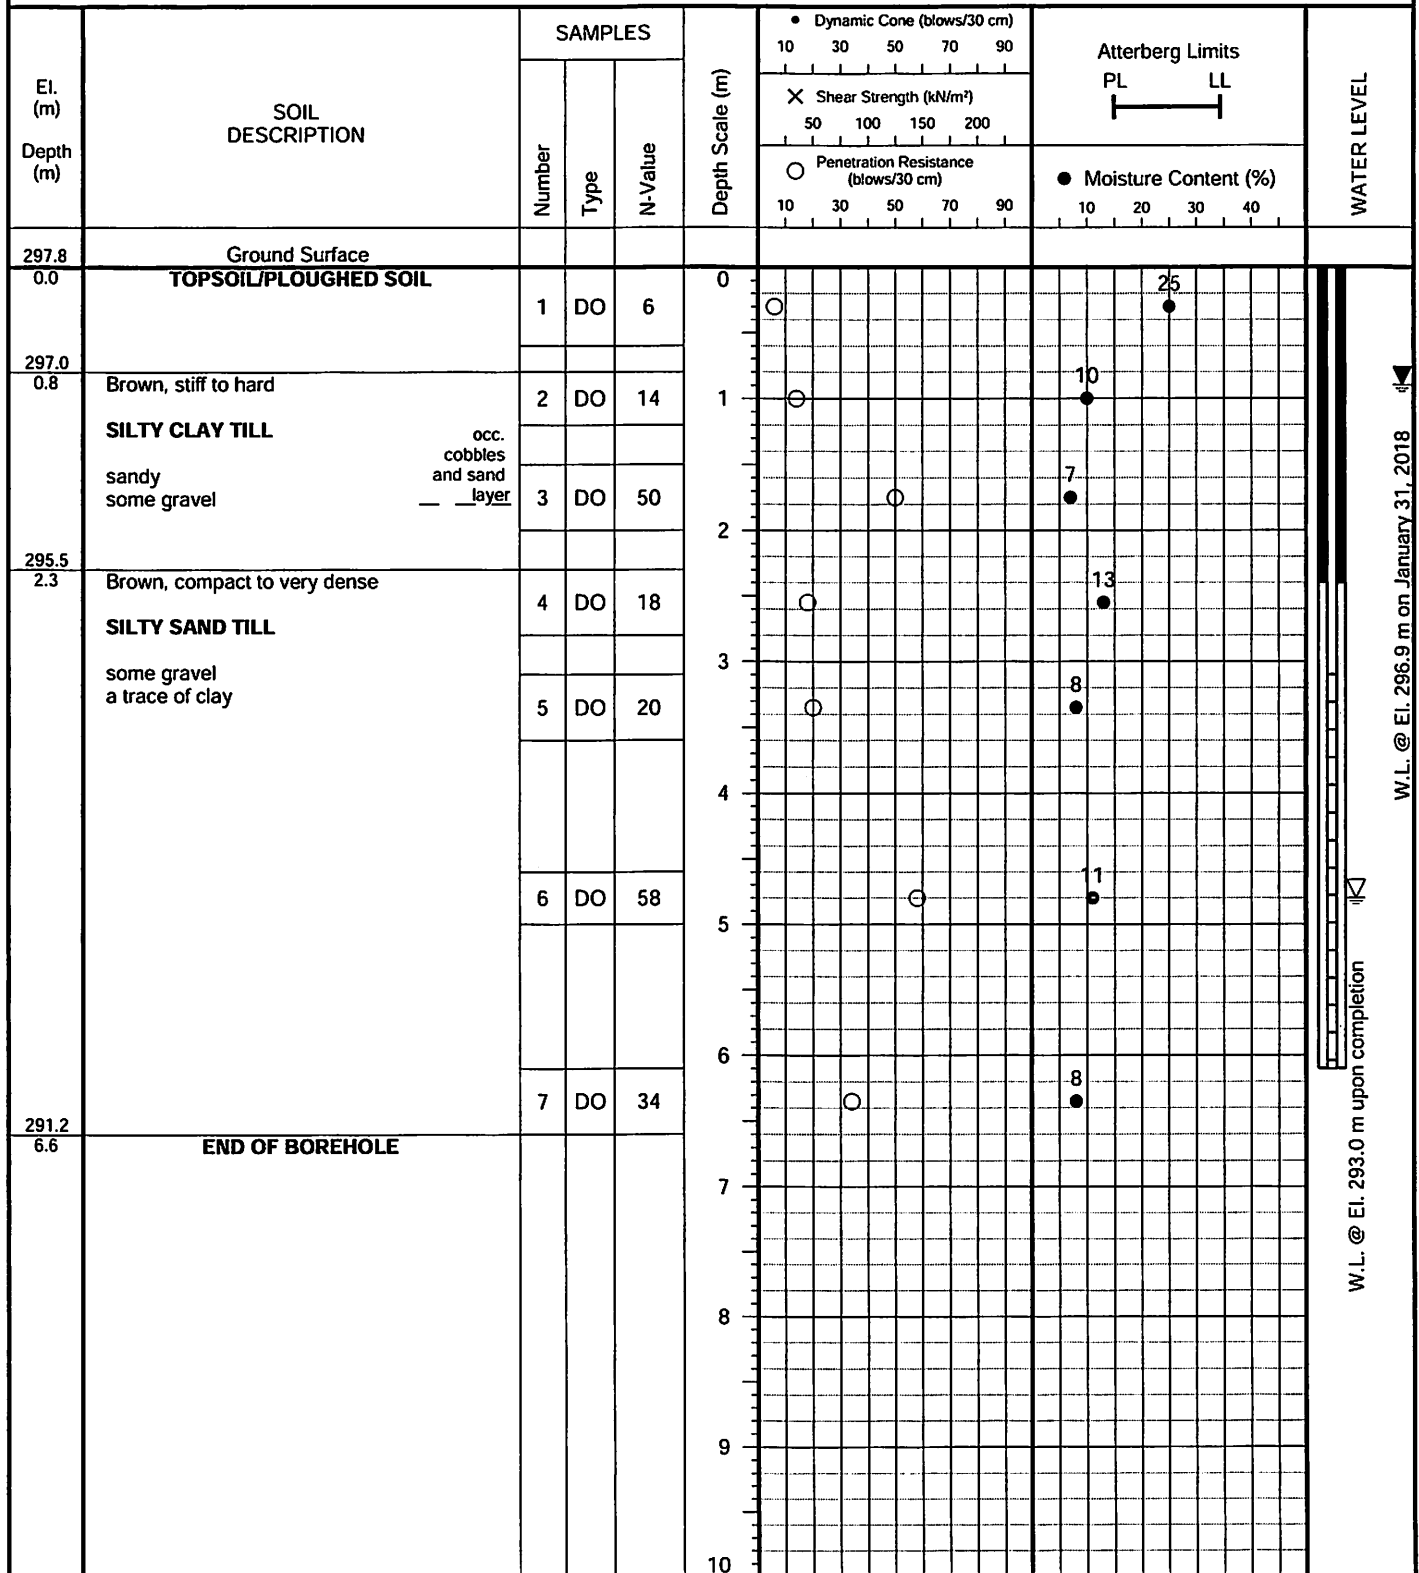 El.
(m)
Depth
(m)
SOIL
DESCRIPTION
SAMPLES
Number
Type
N-Value
Depth Scale (m)
• Dynamic Cone (blows/30 cm)
10 30 50 70 90
X Shear Strength (kN/m²)
50 100 150 200
O Penetration Resistance
(blows/30 cm)
10 30 50 70 90
Atterberg Limits
PL LL
● Moisture Content (%)
10 20 30 40
WATER LEVEL
297.8 Ground Surface
0.0 TOPSOIL/PLOUGHED SOIL 0
1 DO 6 25
297.0
0.8 Brown, stiff to hard
2 DO 14 1 10
SILTY CLAY TILL
occ.
cobbles
and sand
layer
sandy
some gravel
3 DO 50 7
2
295.5
2.3 Brown, compact to very dense
4 DO 18 13
SILTY SAND TILL
3
some gravel
a trace of clay
5 DO 20 8
4
6 DO 58 11
5
6
7 DO 34 8
291.2
6.6 END OF BOREHOLE
7
8
9
10
W.L. @ El. 293.0 m upon completion
W.L. @ El. 296.9 m on January 31, 2018